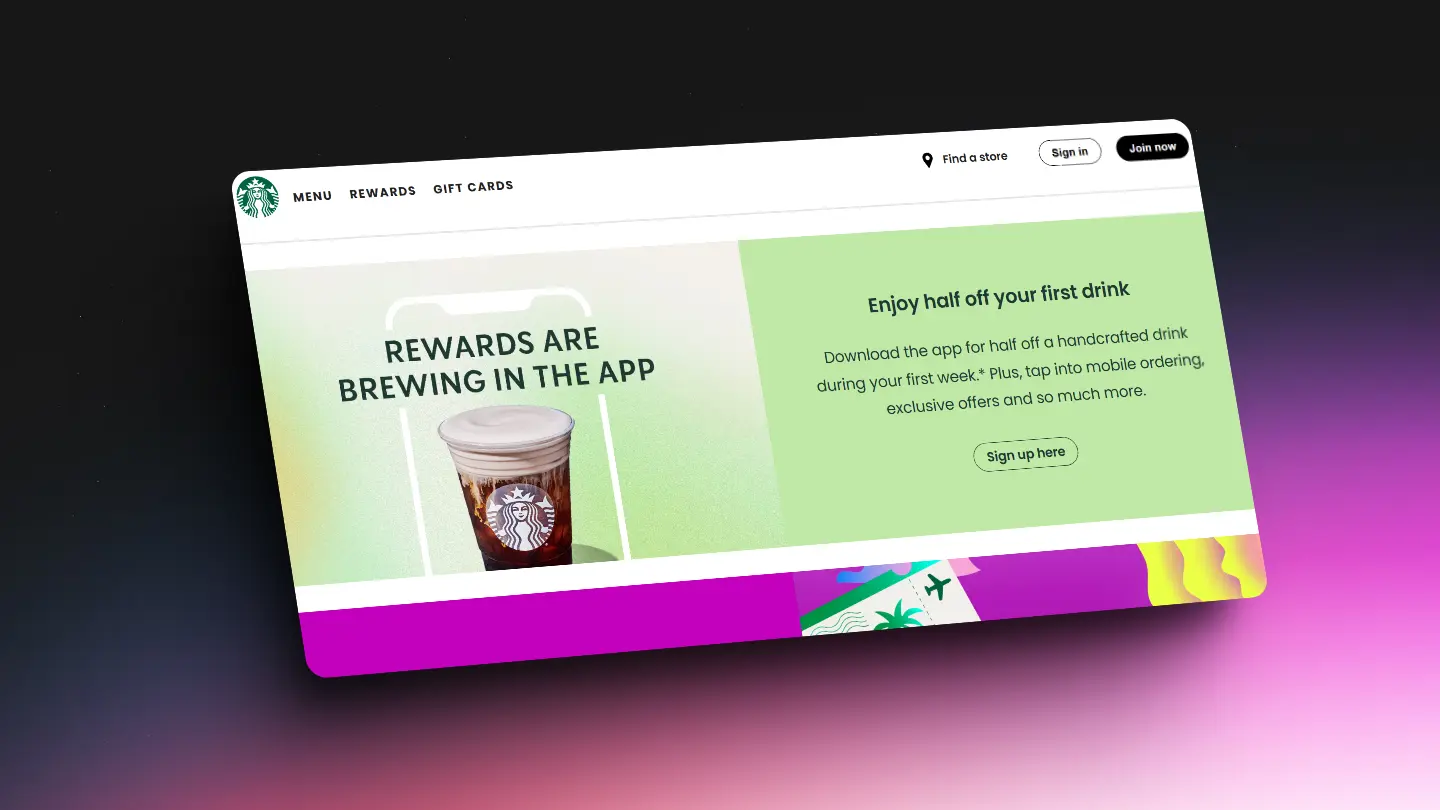 MENU REWARDS GIFT CARDS
Find a store
Sign in
Join now
REWARDS ARE
BREWING IN THE APP
Enjoy half off your first drink
Download the app for half off a handcrafted drink
during your first week.* Plus, tap into mobile ordering,
exclusive offers and so much more.
Sign up here